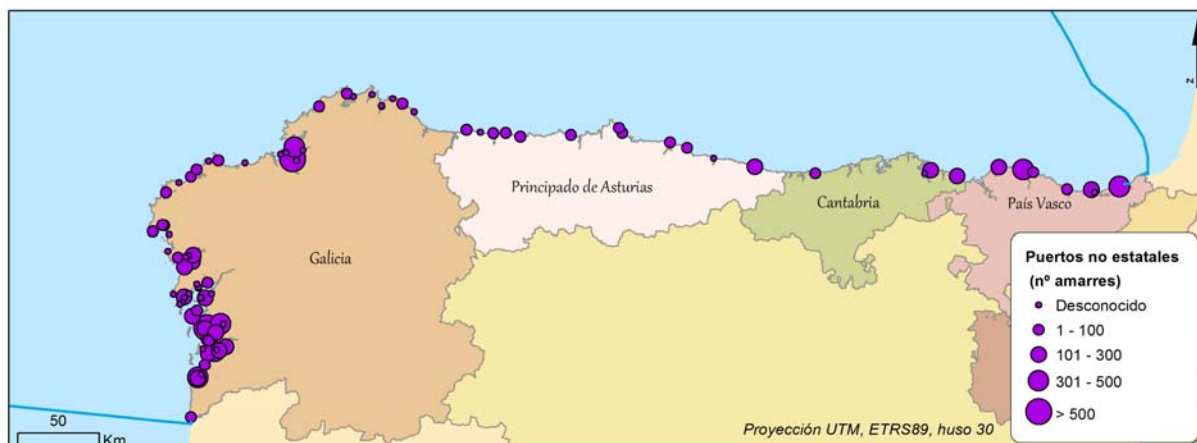 Z
Principado de Asturias
Cantabria
País Vasco
Galicia
Puertos no estatales
(nº amarres)
Desconocido
1 - 100
101 - 300
301 - 500
> 500
50
Km
Proyección UTM, ETRS89, huso 30